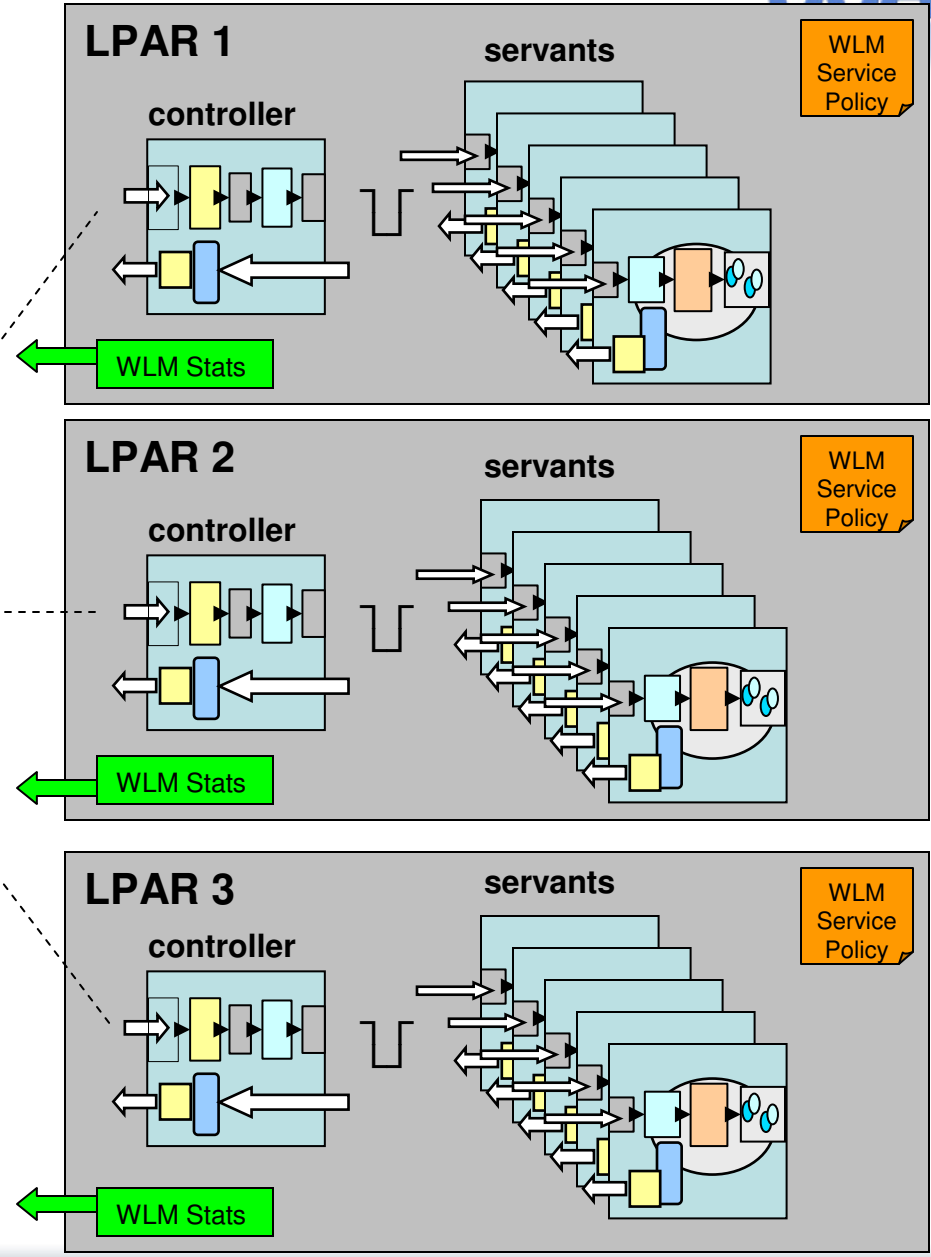 LPAR 1
servants
WLM
Service
Policy
controller
WLM Stats
LPAR 2
servants
WLM
Service
Policy
controller
WLM Stats
LPAR 3
servants
WLM
Service
Policy
controller
WLM Stats